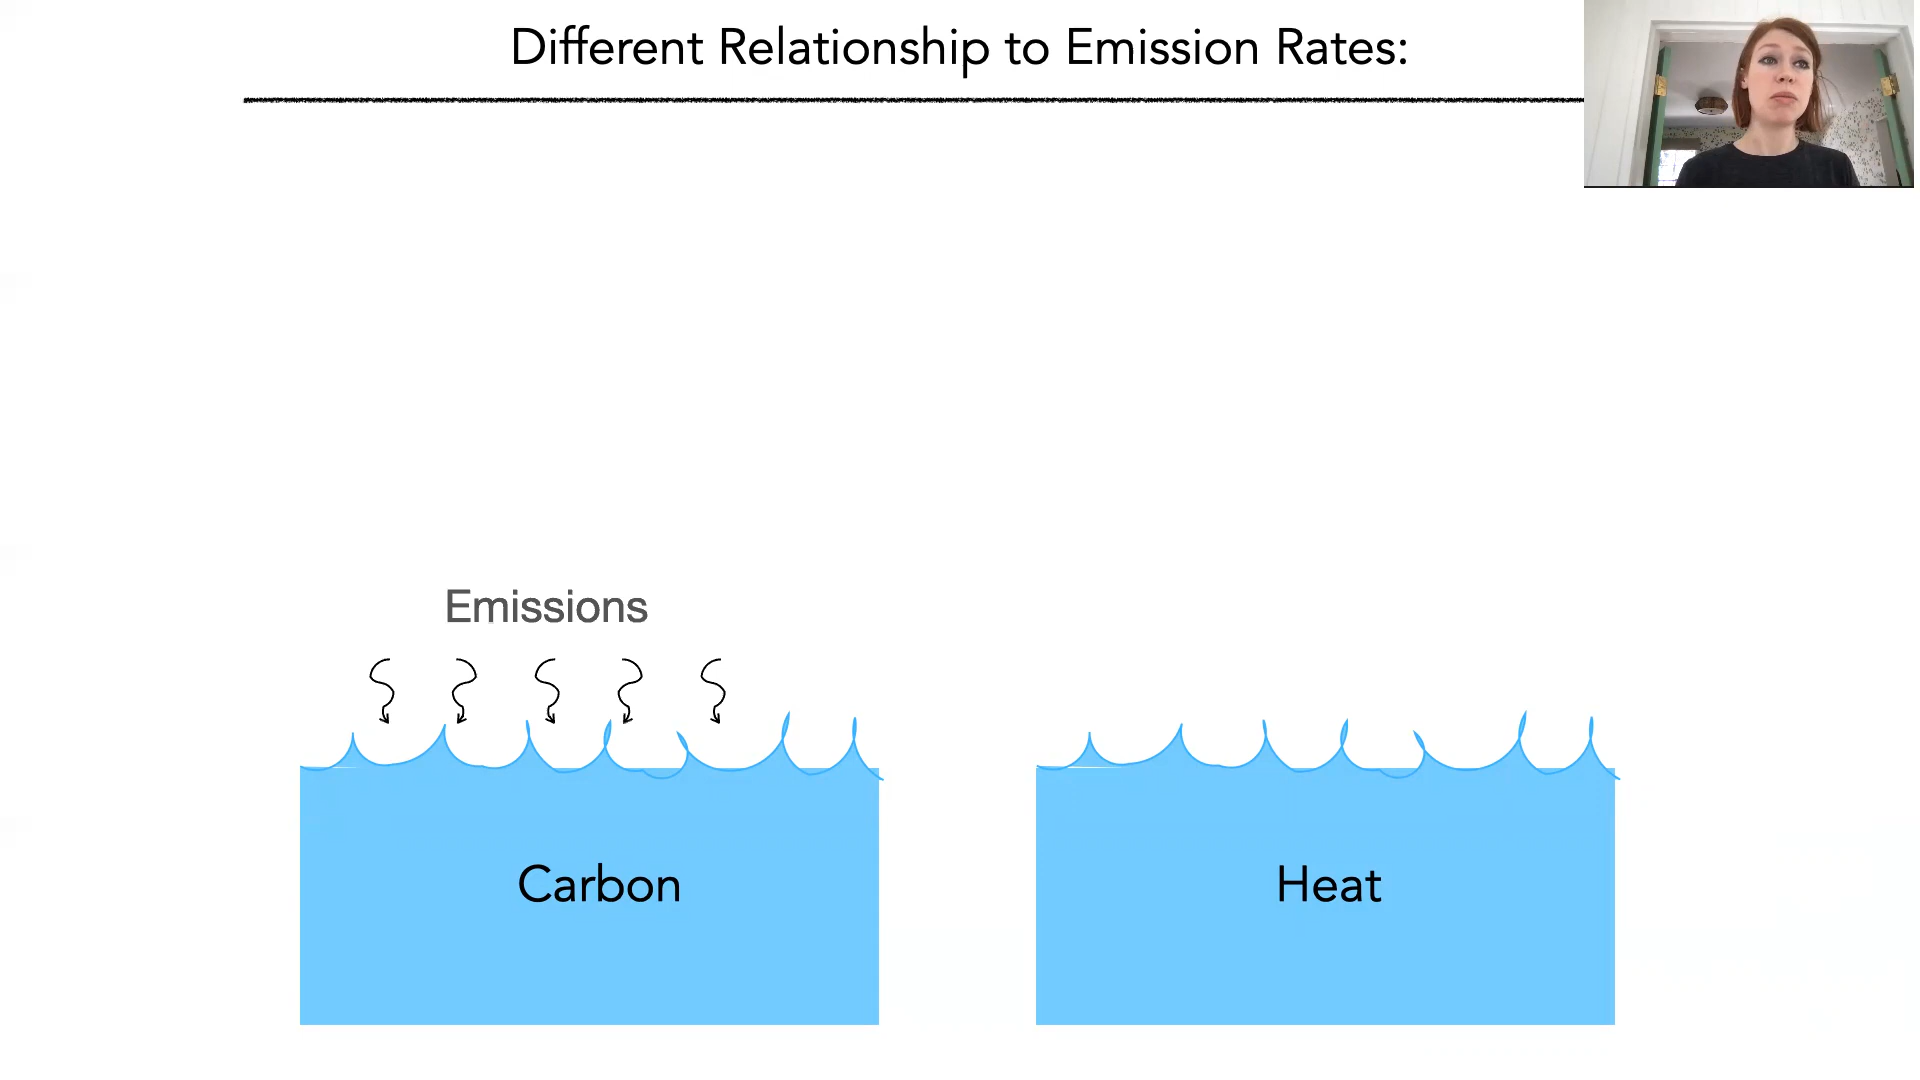 Different Relationship to Emission Rates:
Emissions
Carbon
Heat